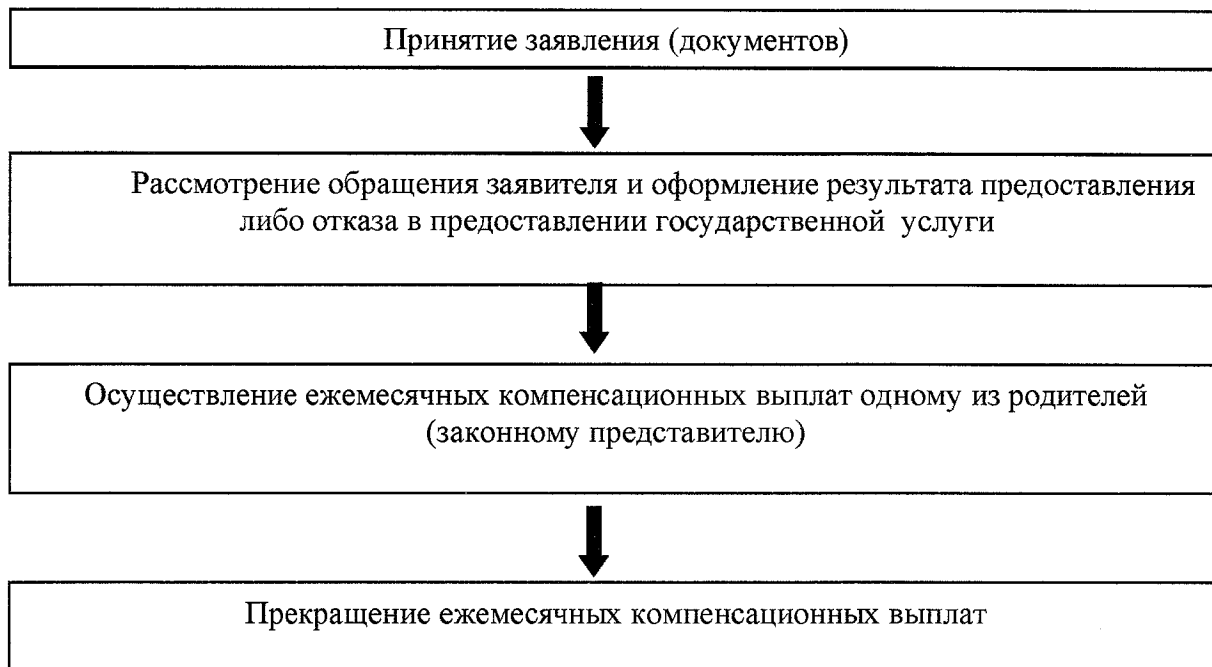 Принятие заявления (документов)
Рассмотрение обращения заявителя и оформление результата предоставления
либо отказа в предоставлении государственной услуги
Осуществление ежемесячных компенсационных выплат одному из родителей
(законному представителю)
Прекращение ежемесячных компенсационных выплат